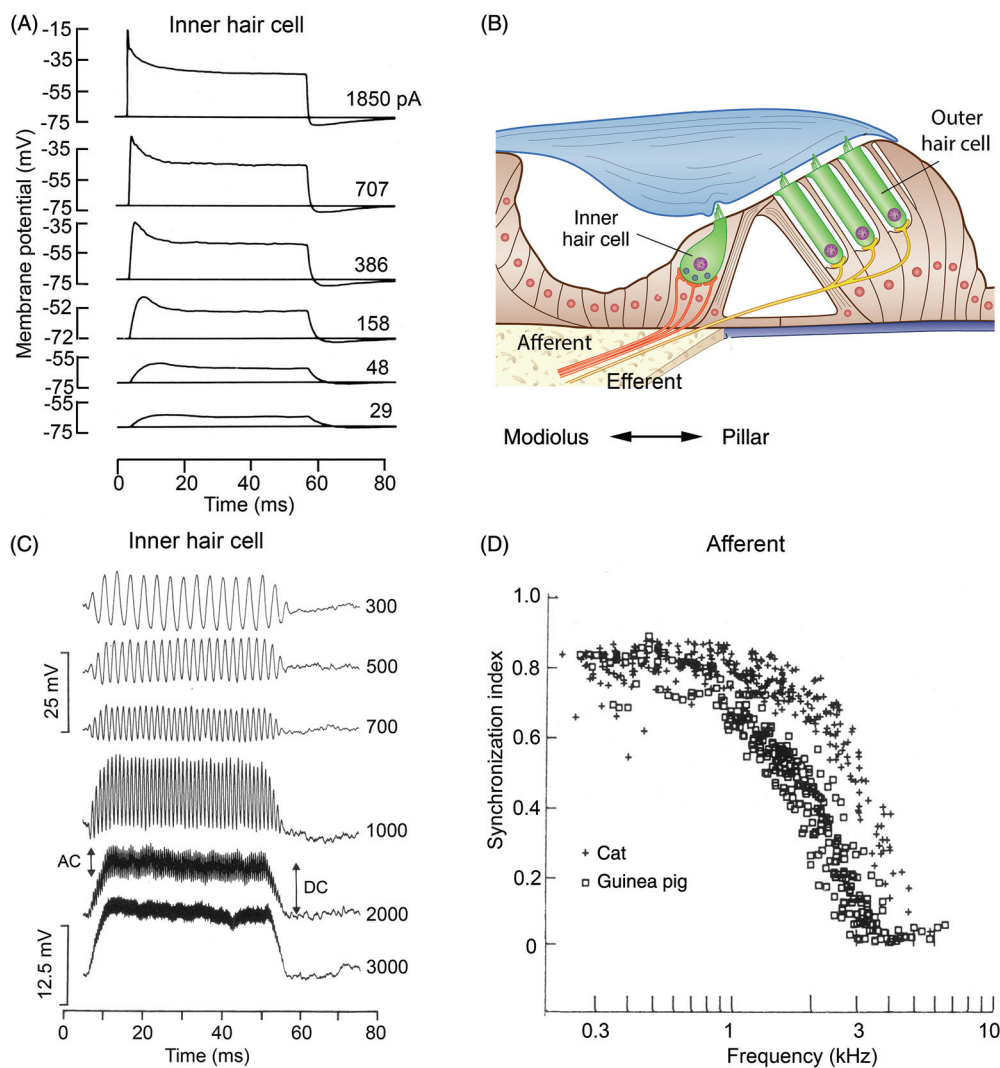 (A)
Inner hair cell
Membrane potential (mV)
-15
-35
-55
-75
1850 pA
-35
-55
-75
707
-35
-55
-75
386
-52
-72
158
-55
-75
48
-55
-75
29
0 20 40 60 80
Time (ms)
(B)
Outer
hair cell
Inner
hair cell
Afferent
Efferent
Modiolus Pillar
(C)
Inner hair cell
300
500
25 mV
700
1000
AC
DC
2000
12.5 mV
3000
0 20 40 60 80
Time (ms)
(D)
Afferent
Synchronization index
1.0
0.8
0.6
0.4
0.2
0
Cat
Guinea pig
0.3 1 2 3 10
Frequency (kHz)